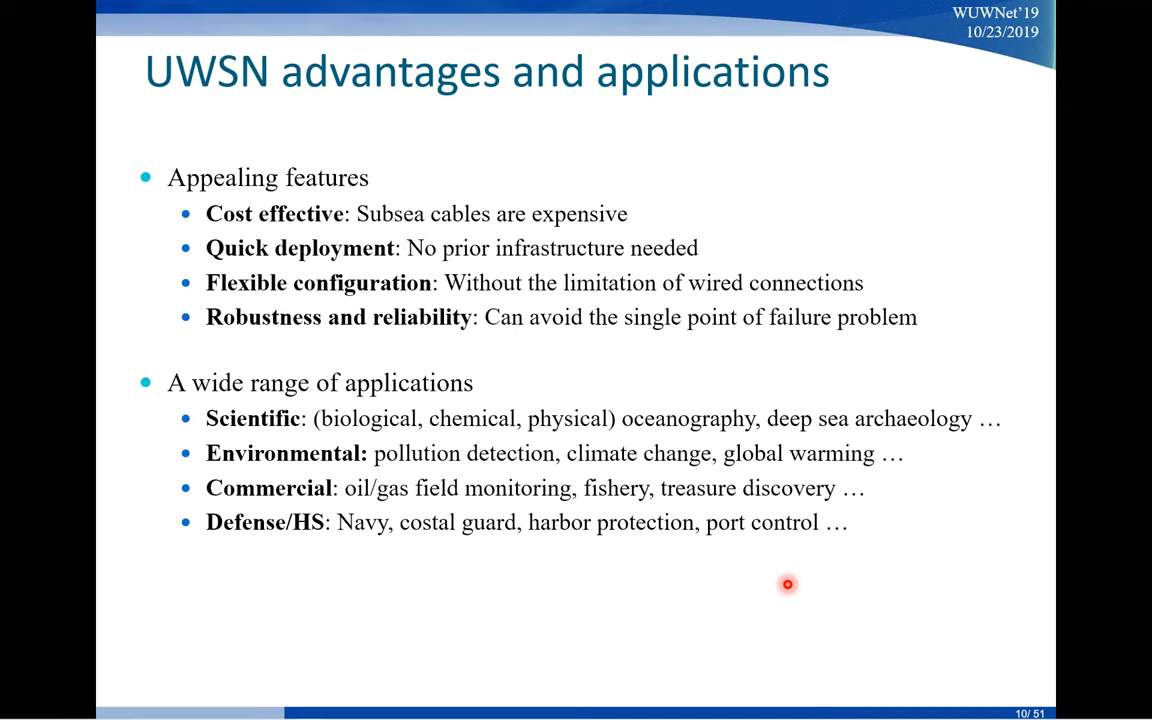 WUWNet'19
10/23/2019
UWSN advantages and applications
Appealing features
Cost effective: Subsea cables are expensive
Quick deployment: No prior infrastructure needed
Flexible configuration: Without the limitation of wired connections
Robustness and reliability: Can avoid the single point of failure problem
A wide range of applications
Scientific: (biological, chemical, physical) oceanography, deep sea archaeology …
Environmental: pollution detection, climate change, global warming …
Commercial: oil/gas field monitoring, fishery, treasure discovery …
Defense/HS: Navy, costal guard, harbor protection, port control …
10/ 51